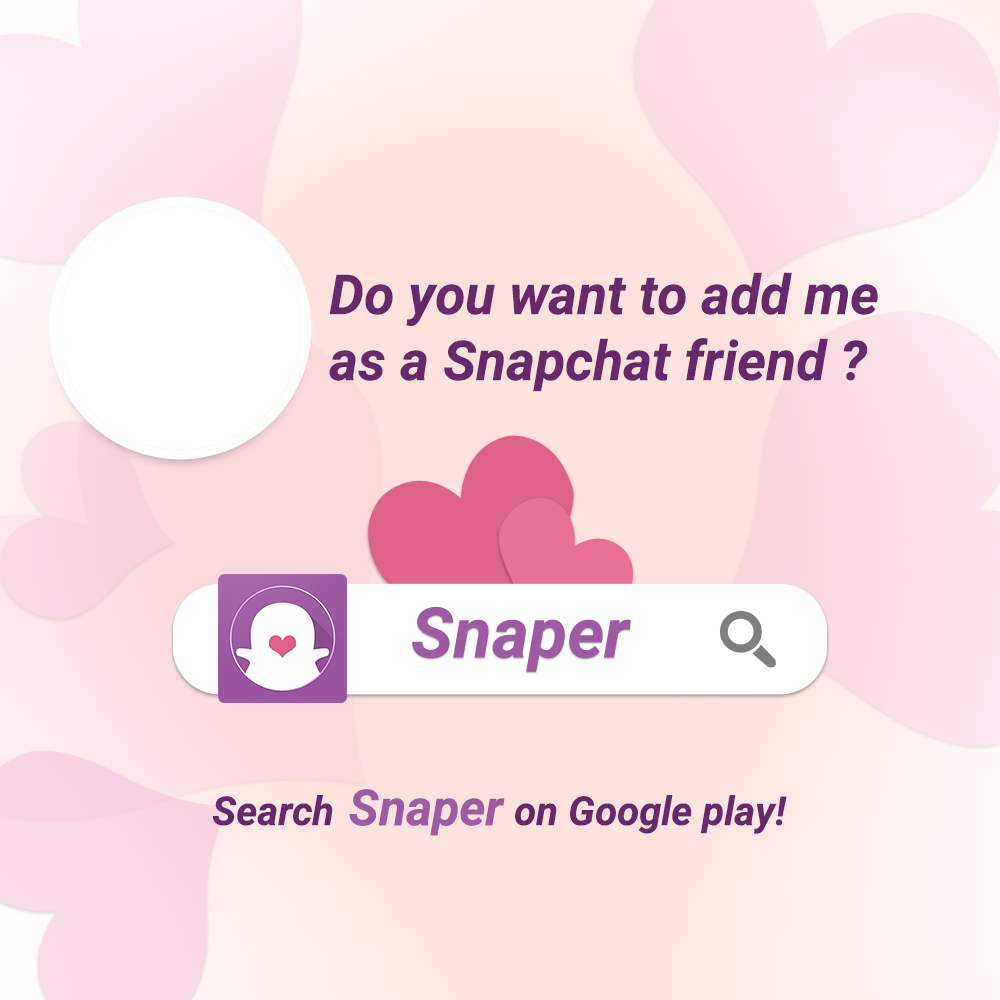 Do you want to add me
as a Snapchat friend ?
Snaper
Search Snaper on Google play!